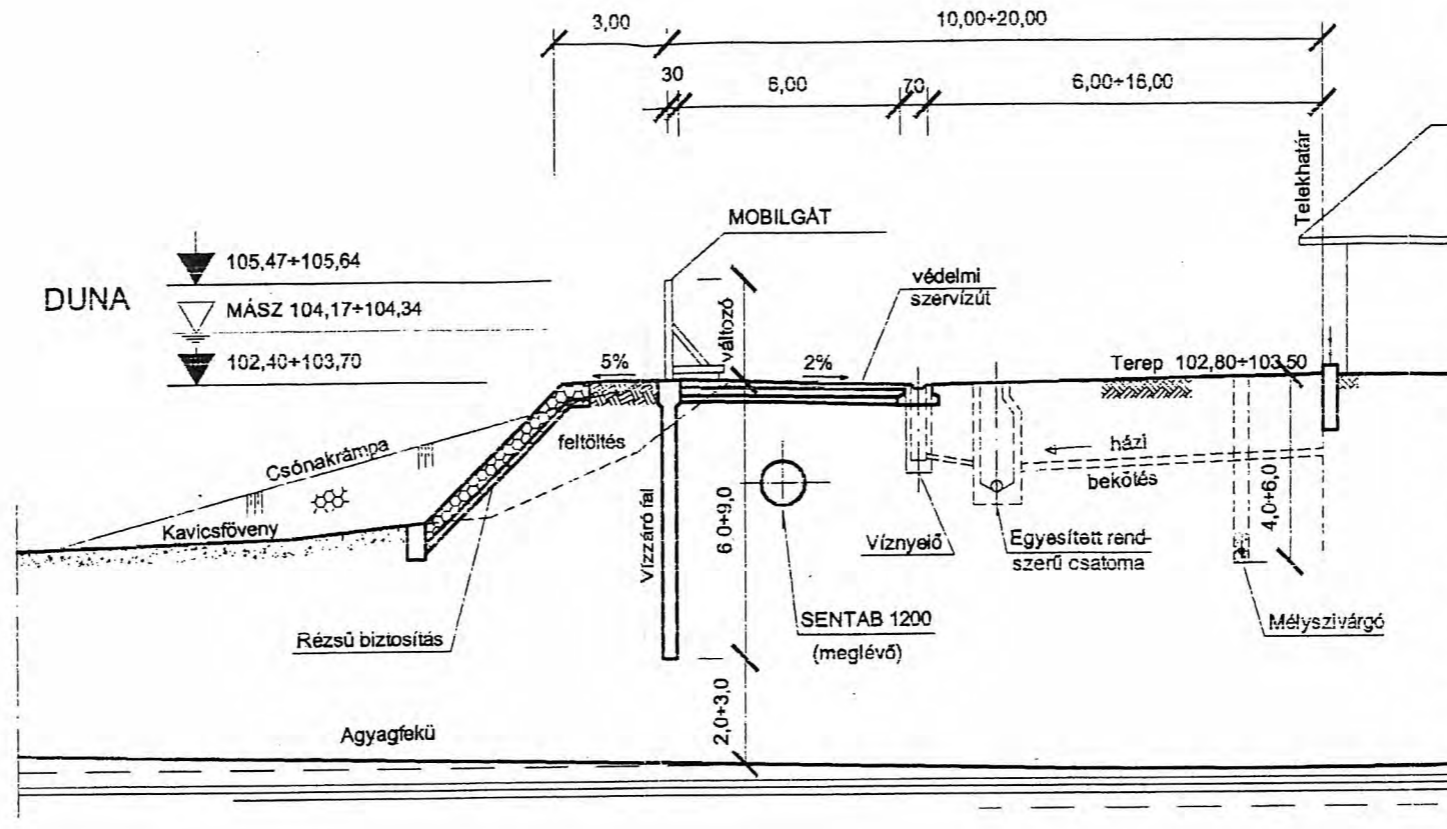 3,00
10,00÷20,00
30
6,00
70
6,00÷16,00
Telekhatár
MOBILGÁT
DUNA
105,47÷105,64
MÁSZ 104,17÷104,34
102,40÷103,70
védelmi
szervízút
változó
5%
2%
Terep 102,80÷103,50
Csónakrámpa
feltöltés
házi
bekötés
Kavicsföveny
Vízzáró fal
6 0÷9,0
4,0÷6,0
Víznyelő
Egyesített rend-
szerű csatorna
Rézsű biztosítás
SENTAB 1200
(meglévő)
Mélyszivárgó
2,0÷3,0
Agyagfekü